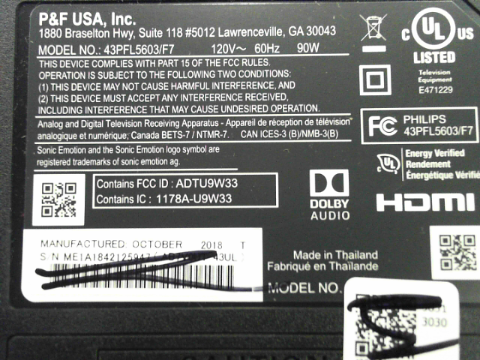 P&F USA, Inc.
1880 Braselton Hwy, Suite 118 #5012 Lawrenceville, GA 30043
MODEL NO.: 43PFL5603/F7 120V~ 60Hz 90W
THIS DEVICE COMPLIES WITH PART 15 OF THE FCC RULES.
OPERATION IS SUBJECT TO THE FOLLOWING TWO CONDITIONS:
(1) THIS DEVICE MAY NOT CAUSE HARMFUL INTERFERENCE, AND
(2) THIS DEVICE MUST ACCEPT ANY INTERFERENCE RECEIVED,
INCLUDING INTERFERENCE THAT MAY CAUSE UNDESIRED OPERATION.
Analog and Digital Television Receiving Apparatus - Appareil de réception de télévision
analogique et numérique; Canada BETS-7 / NTMR-7. CAN ICES-3 (B)/NMB-3(B)
Sonic Emotion and the Sonic Emotion logo symbol are
registered trademarks of sonic emotion ag.
C UL US
LISTED
Television
Equipment
E471229
FC
PHILIPS
43PFL5603/F7
C UL
Energy Verified
Rendement
Énergétique Vérifié
Contains FCC ID : ADTU9W33
Contains IC : 1178A-U9W33
DOLBY
AUDIO
HDMI
MANUFACTURED: OCTOBER 2018 T
S/N ME1A1842125947
43UL
Made in Thailand
Fabriqué en Thaïlande
MODEL NO.
3030